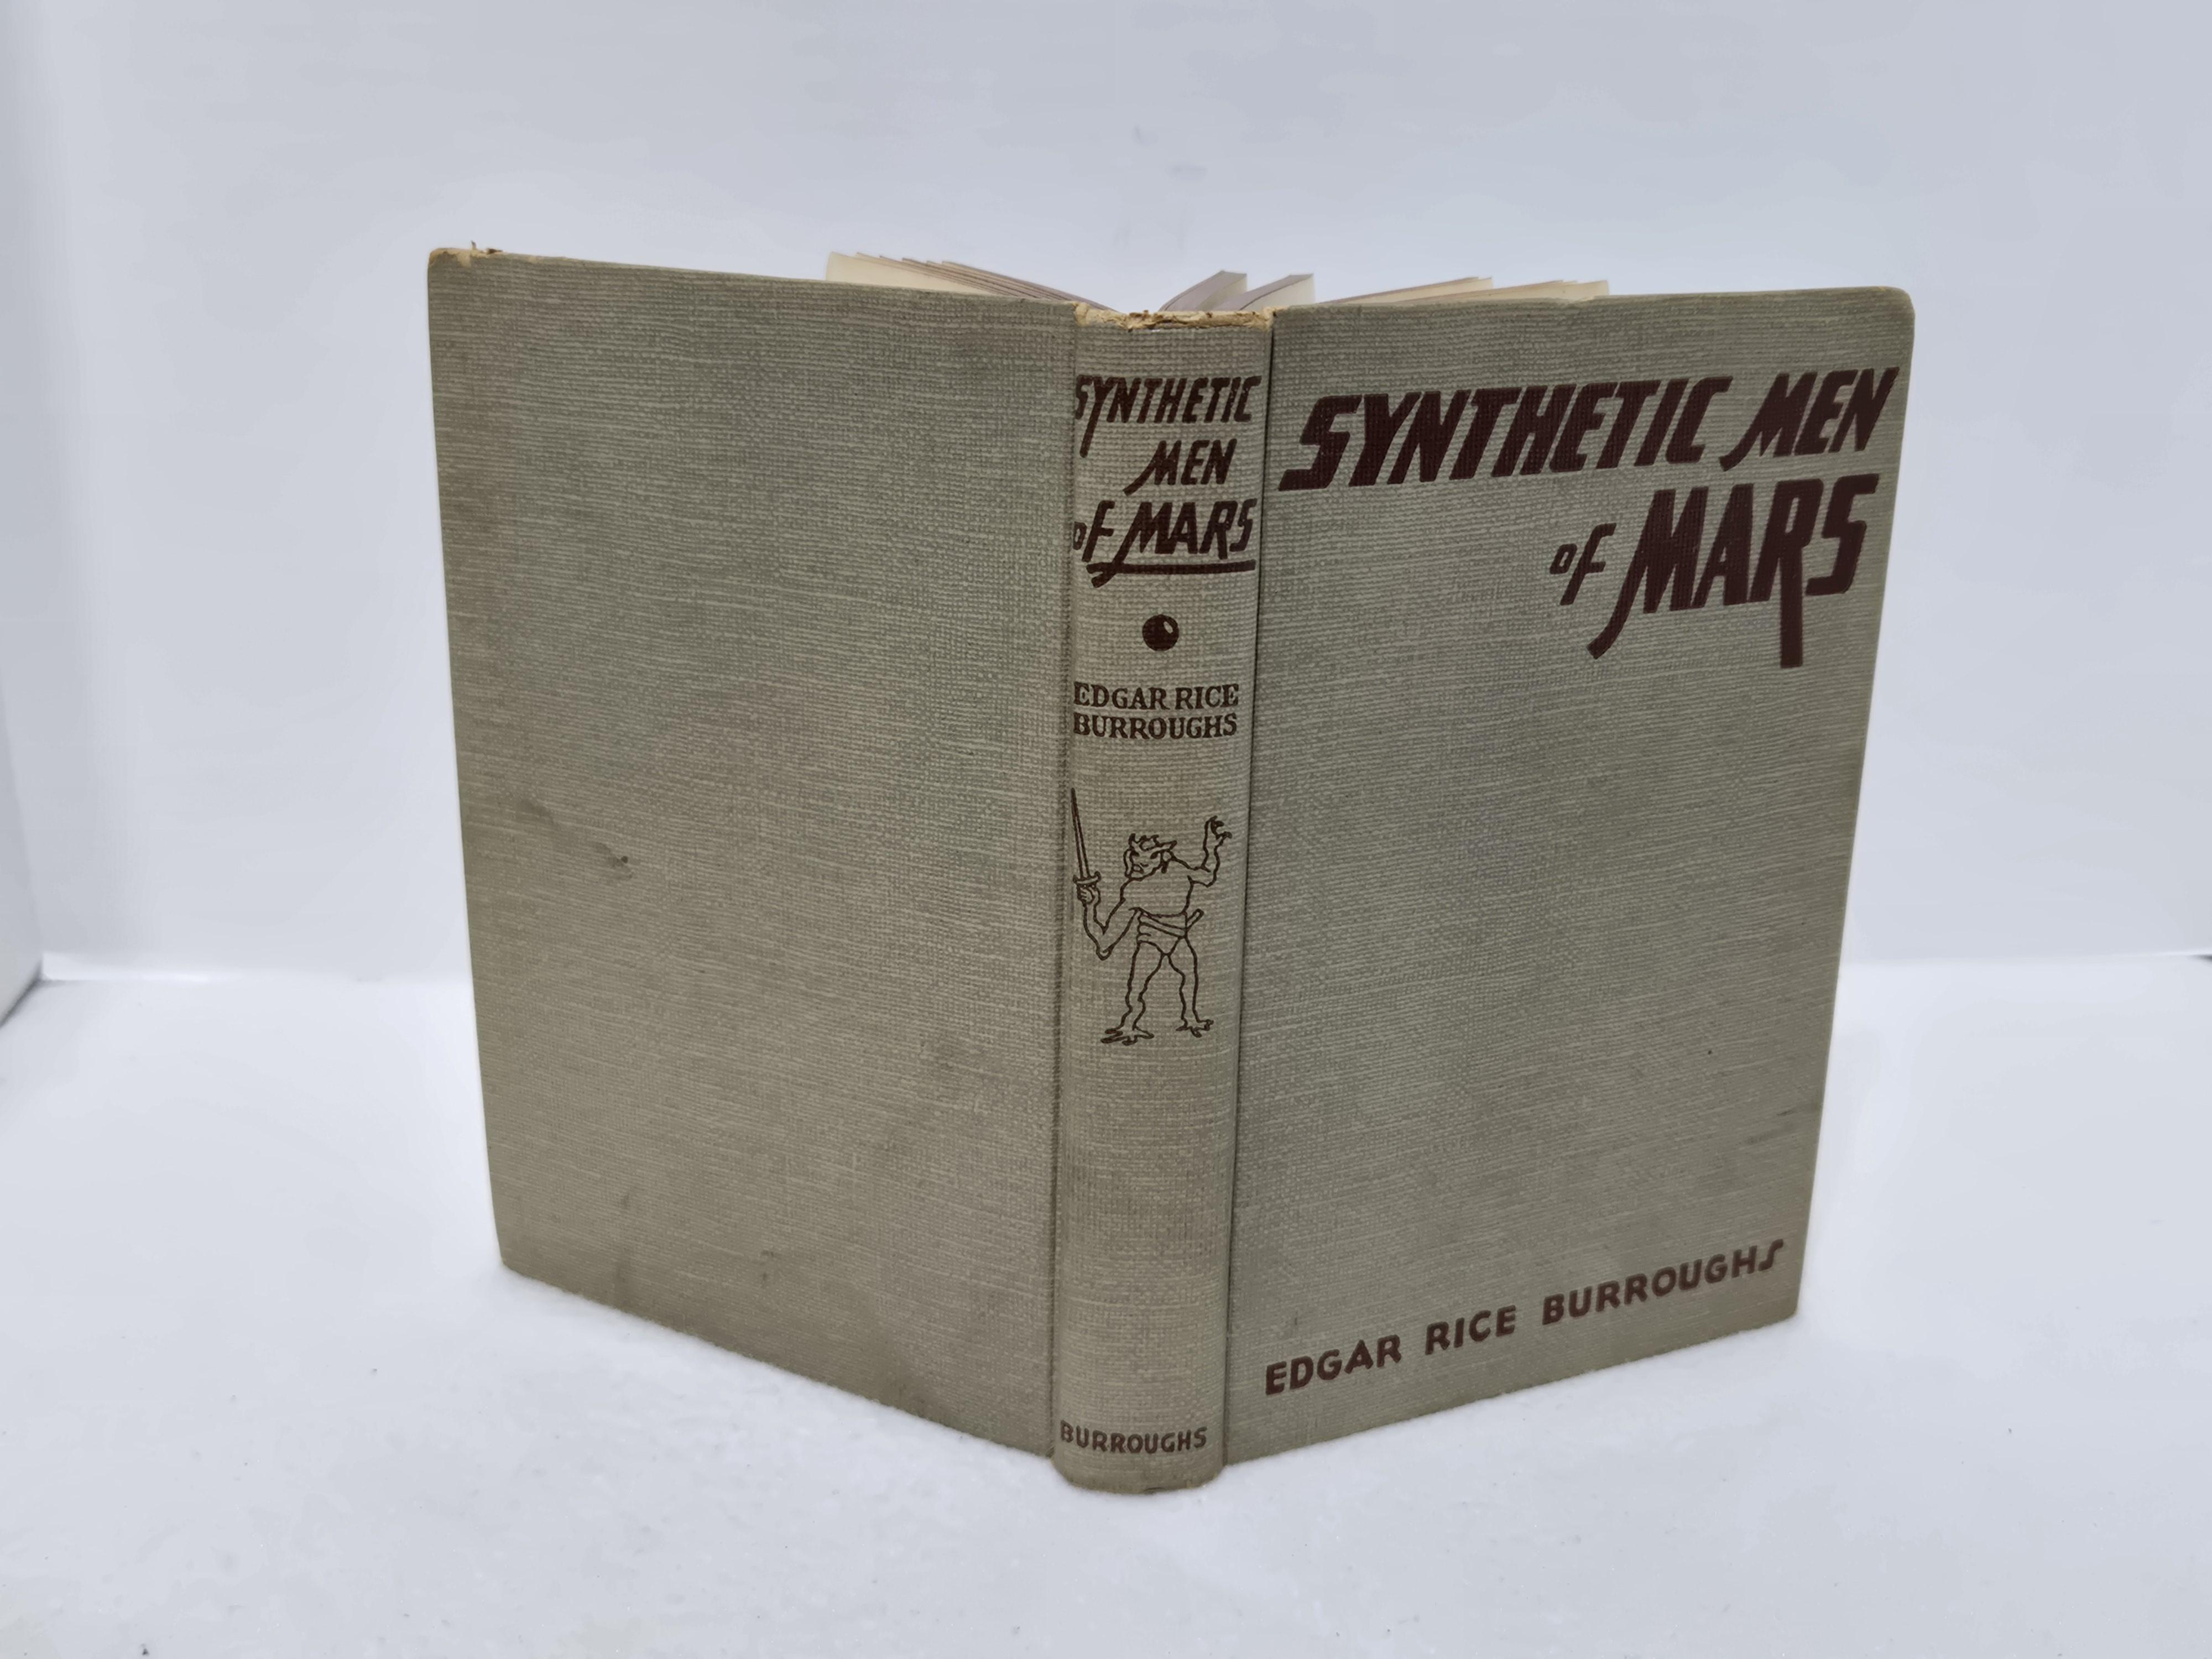 SYNTHETIC
MEN
OF MARS
EDGAR RICE
BURROUGHS
BURROUGHS
SYNTHETIC MEN
OF MARS
EDGAR RICE BURROUGHS